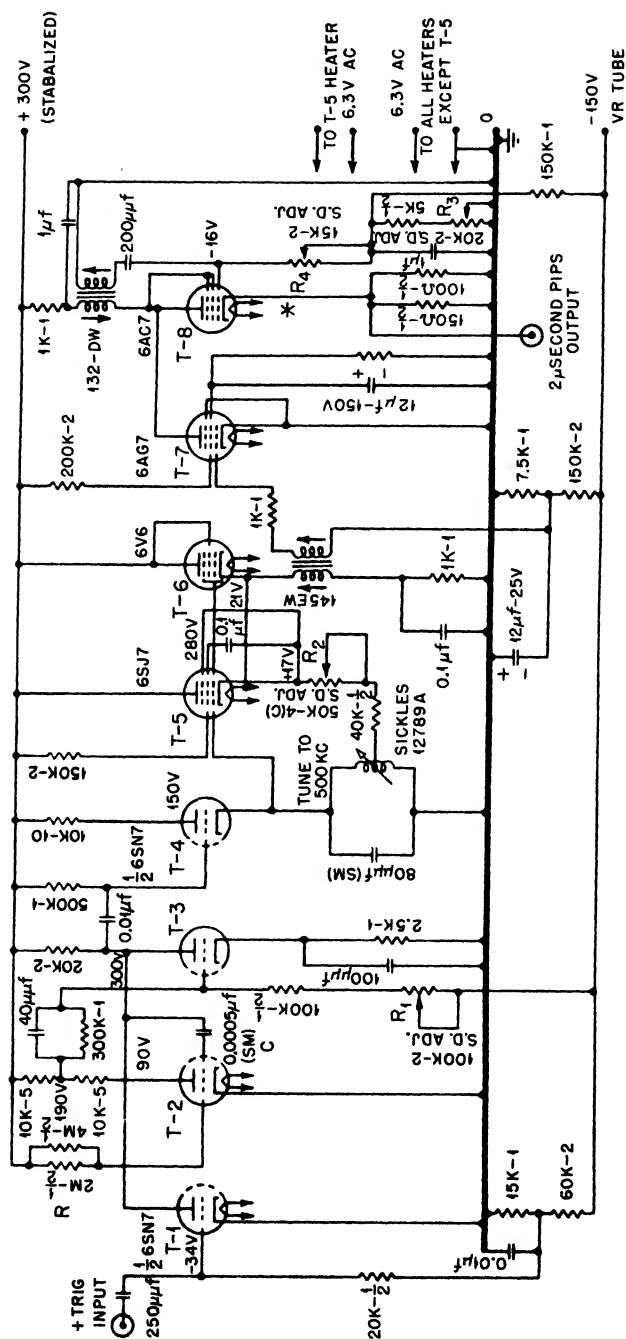 + 300V
(STABALIZED)
1K-1
1μf
132-DW
200μμf
6AC7
T-8
-16V
*
200K-2
6AG7
T-7
R4
15K-2
S.D. ADJ.
TO T-5 HEATER
6.3V AC
6.3V AC
TO ALL HEATERS
EXCEPT T-5
0
-150V
VR TUBE
150K-1
5K-½
R3
20K-2 S.D. ADJ.
1μf
100Ω-½
150Ω-½
2μSECOND PIPS
OUTPUT
12μf-150V
+
-
7.5K-1
150K-2
1K-1
6V6
T-6
21V
145EW
1K-1
0.1μf
12μf-25V
+
-
6SJ7
T-5
280V
0.1
μf
+17V
R2
S.D. ADJ.
50K-4(C)
40K-½
SICKLES
12789A
TUNE TO
500KC
80μμf(SM)
150K-2
150V
10K-10
T-4
½6SN7
500K-1
0.01μf
20K-2
300V
T-3
2.5K-1
100μμf
40μμf
300K-1
100K-½
R1
S.D. ADJ.
100K-2
90V
0.0005μf
(SM)
C
10K-5
190V
10K-5
T-2
4M-½
2M-½
R
½6SN7
T-1
-34V
+TRIG
INPUT
250μμf
20K-½
15K-1
60K-2
0.01μf